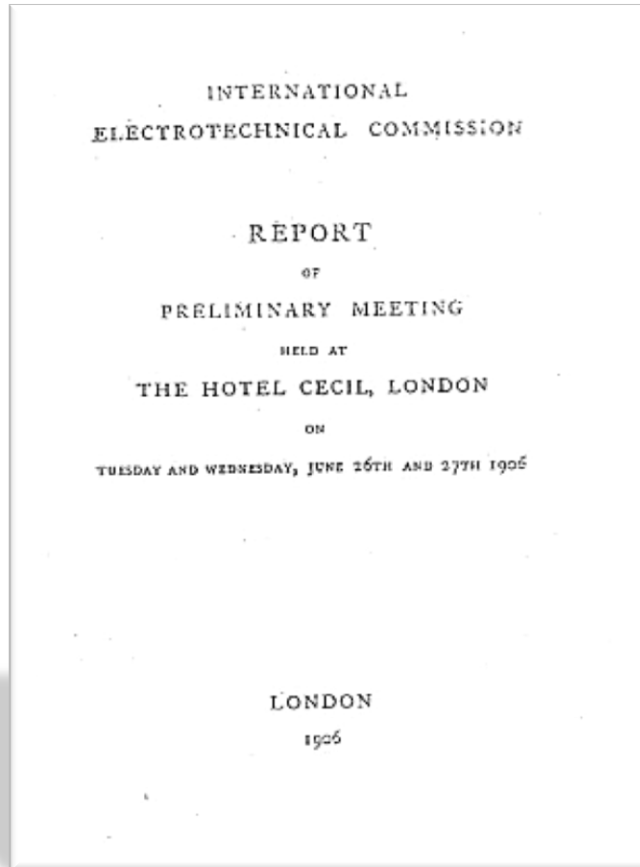 INTERNATIONAL
ELECTROTECHNICAL COMMISSION
REPORT
OF
PRELIMINARY MEETING
HELD AT
THE HOTEL CECIL, LONDON
ON
TUESDAY AND WEDNESDAY, JUNE 26TH AND 27TH 1906
LONDON
1906